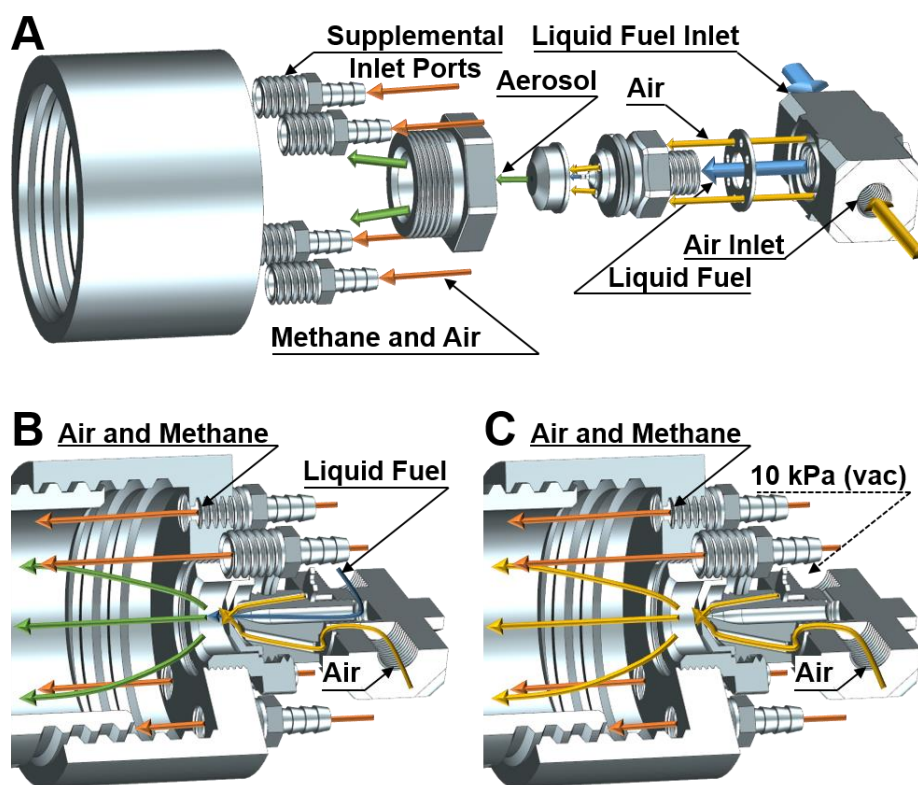 A
Supplemental
Inlet Ports
Liquid Fuel Inlet
Aerosol
Air
Air Inlet
Liquid Fuel
Methane and Air
B
Air and Methane
Liquid Fuel
Air
C
Air and Methane
10 kPa (vac)
Air